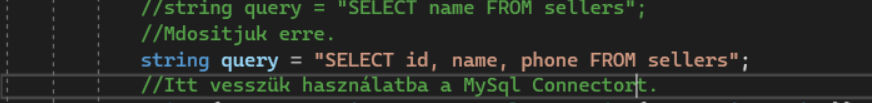 //string query = "SELECT name FROM sellers";
//Mdositjuk erre.
string query = "SELECT id, name, phone FROM sellers";
//Itt vesszük használatba a MySql Connectort.